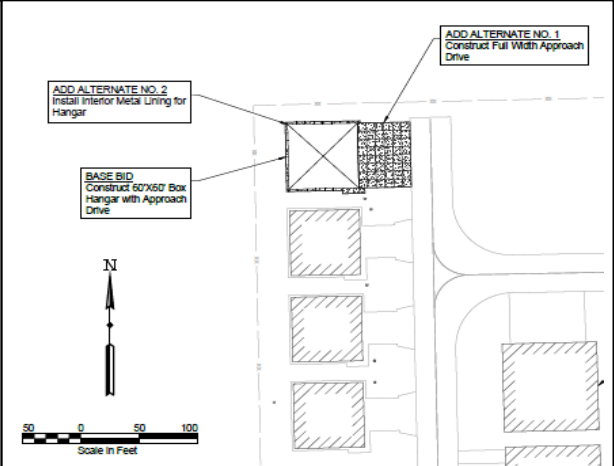 ADD ALTERNATE NO. 1
Construct Full Width Approach
Drive
ADD ALTERNATE NO. 2
Install Interior Metal Lining for
Hangar
BASE BID
Construct 60'X60' Box
Hangar with Approach
Drive
N
50 0 50 100
Scale In Feet